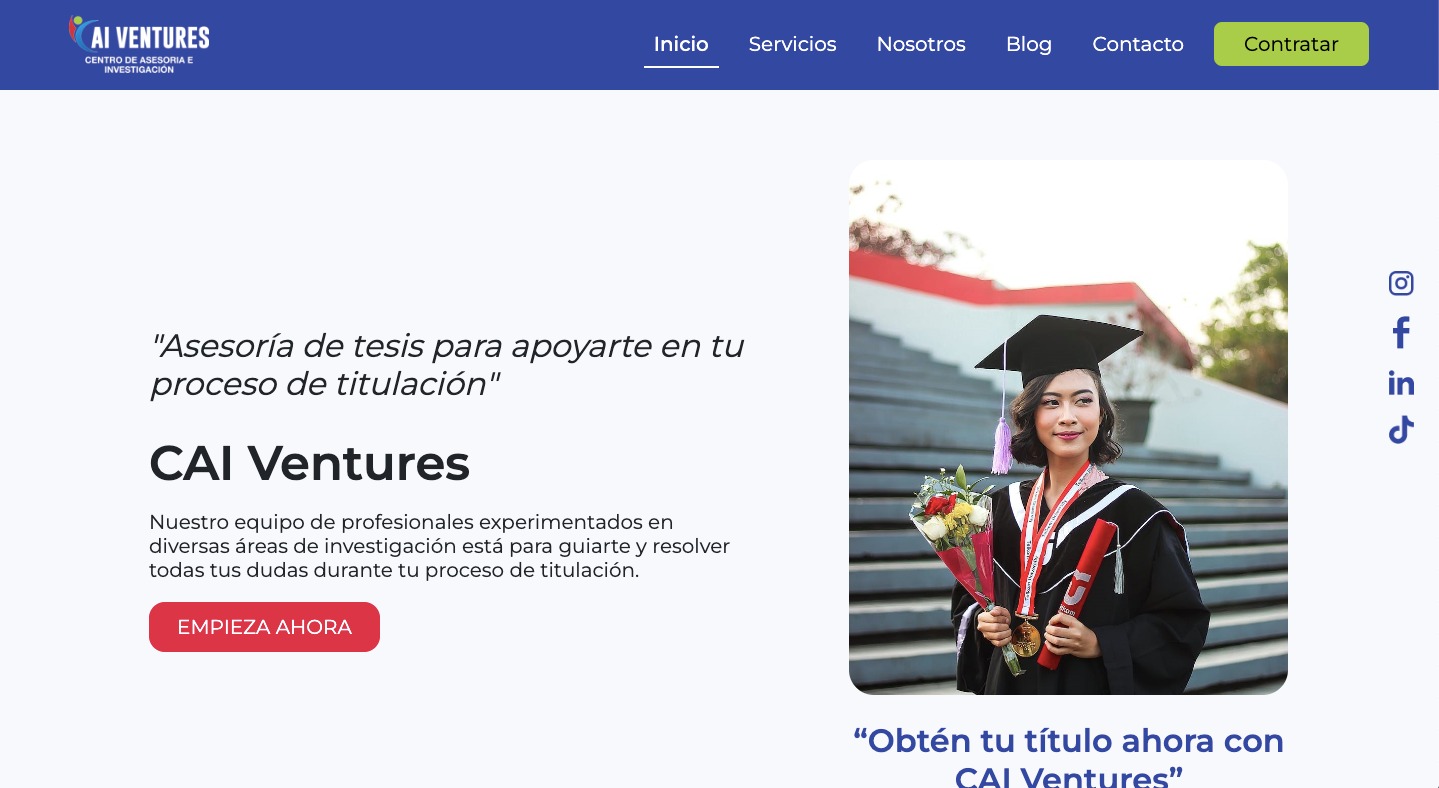 CAI VENTURES
CENTRO DE ASESORIA E
INVESTIGACIÓN
Inicio
Servicios
Nosotros
Blog
Contacto
Contratar
"Asesoría de tesis para apoyarte en tu
proceso de titulación"
CAI Ventures
Nuestro equipo de profesionales experimentados en
diversas áreas de investigación está para guiarte y resolver
todas tus dudas durante tu proceso de titulación.
EMPIEZA AHORA
“Obtén tu título ahora con
CAI Ventures”